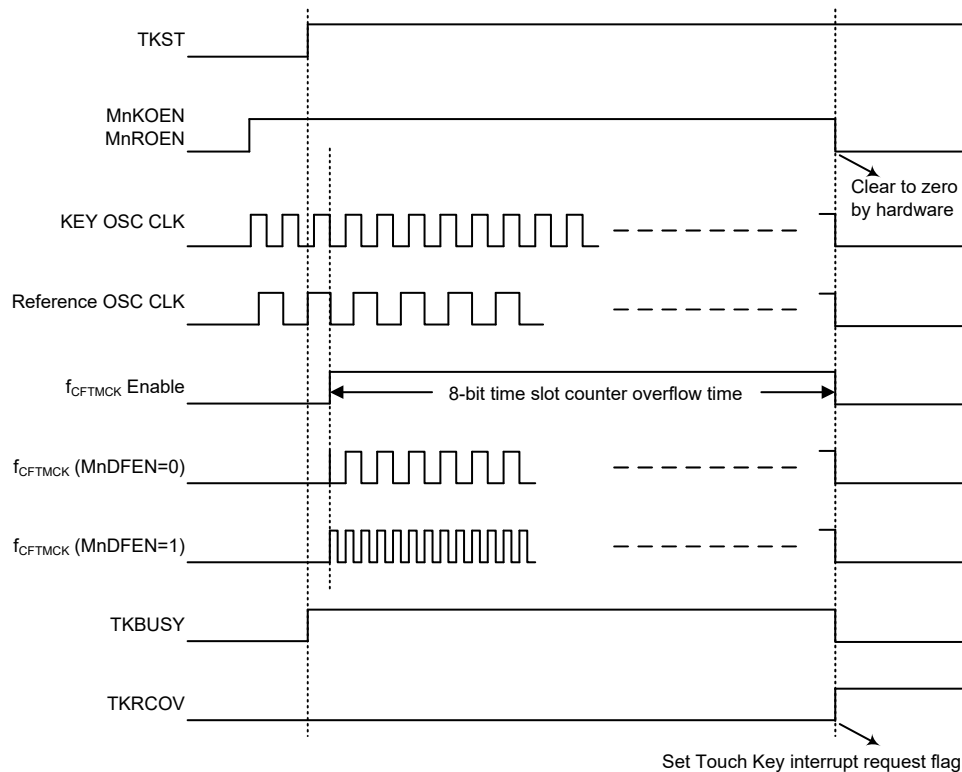 TKST
MnKOEN
MnROEN
Clear to zero
by hardware
KEY OSC CLK
Reference OSC CLK
fCFTMCK Enable
8-bit time slot counter overflow time
fCFTMCK (MnDFEN=0)
fCFTMCK (MnDFEN=1)
TKBUSY
TKRCOV
Set Touch Key interrupt request flag